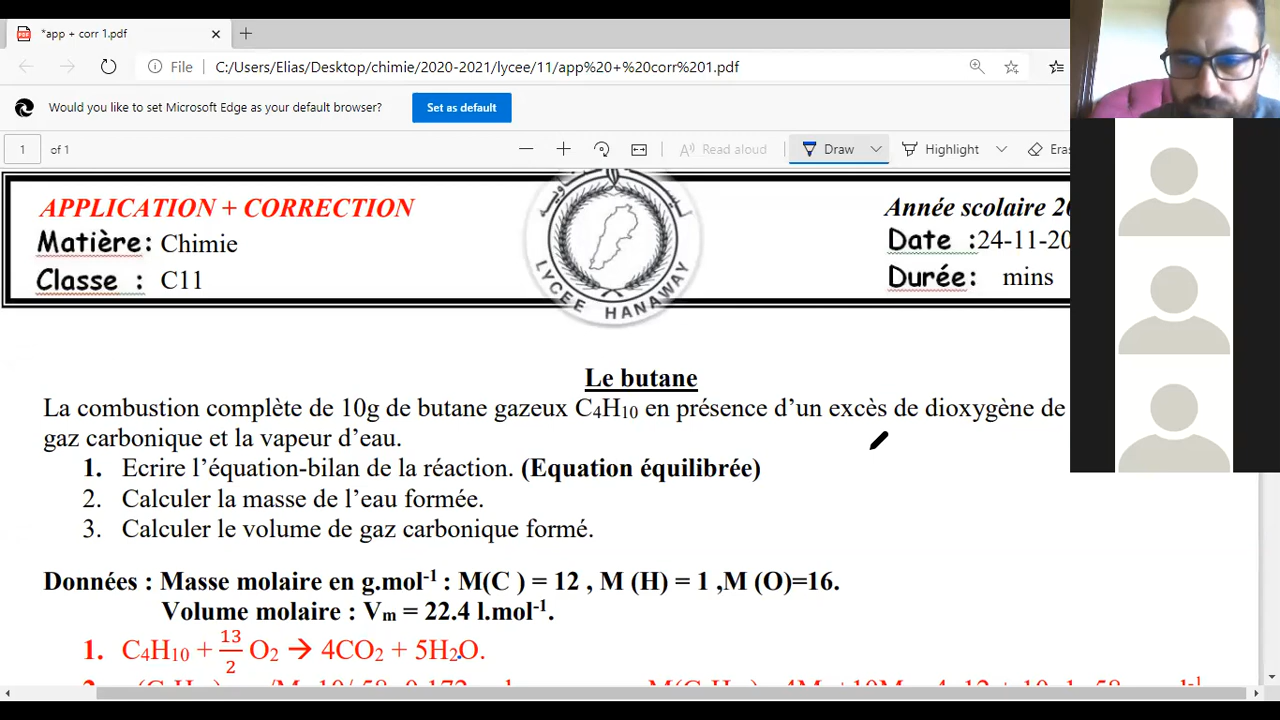 *app + corr 1.pdf
File C:/Users/Elias/Desktop/chimie/2020-2021/lycee/11/app%20+%20corr%201.pdf
Would you like to set Microsoft Edge as your default browser? Set as default
1 of 1 Read aloud Draw Highlight Eras
APPLICATION + CORRECTION Année scolaire 20
Matière: Chimie Date :24-11-20
Classe : C11 Durée: mins
LYCEE HANAWAY
Le butane
La combustion complète de 10g de butane gazeux C₄H₁₀ en présence d’un excès de dioxygène de
gaz carbonique et la vapeur d’eau.
1. Ecrire l’équation-bilan de la réaction. (Equation équilibrée)
2. Calculer la masse de l’eau formée.
3. Calculer le volume de gaz carbonique formé.
Données : Masse molaire en g.mol⁻¹ : M(C ) = 12 , M (H) = 1 ,M (O)=16.
Volume molaire : Vₘ = 22.4 l.mol⁻¹.
1. C₄H₁₀ + 13/2 O₂ → 4CO₂ + 5H₂O.